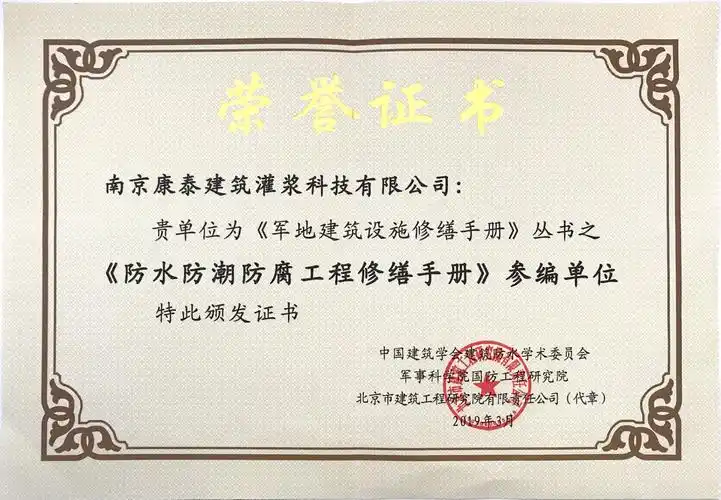 荣誉证书
南京康泰建筑灌浆科技有限公司：
贵单位为《军地建筑设施修缮手册》丛书之
《防水防潮防腐工程修缮手册》参编单位
特此颁发证书
中国建筑学会建筑防水学术委员会
军事科学院国防工程研究院
北京市建筑工程研究院有限责任公司（代章）
2019年3月